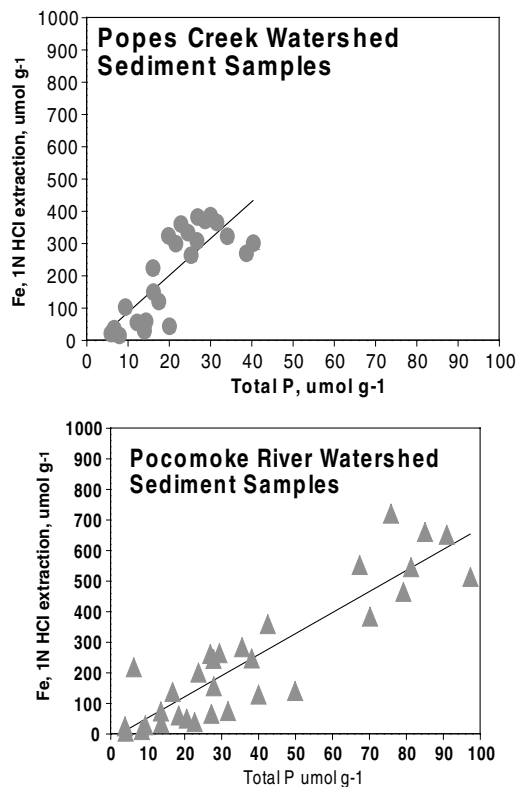 Popes Creek Watershed
Sediment Samples
Fe, 1N HCl extraction, umol g-1
1000
900
800
700
600
500
400
300
200
100
0
0 10 20 30 40 50 60 70 80 90 100
Total P, umol g-1
Pocomoke River Watershed
Sediment Samples
Fe, 1N HCl extraction, umol g-1
1000
900
800
700
600
500
400
300
200
100
0
0 10 20 30 40 50 60 70 80 90 100
Total P umol g-1